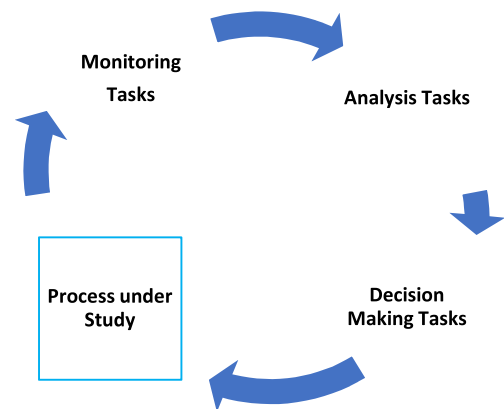 Monitoring
Tasks
Analysis Tasks
Process under
Study
Decision
Making Tasks